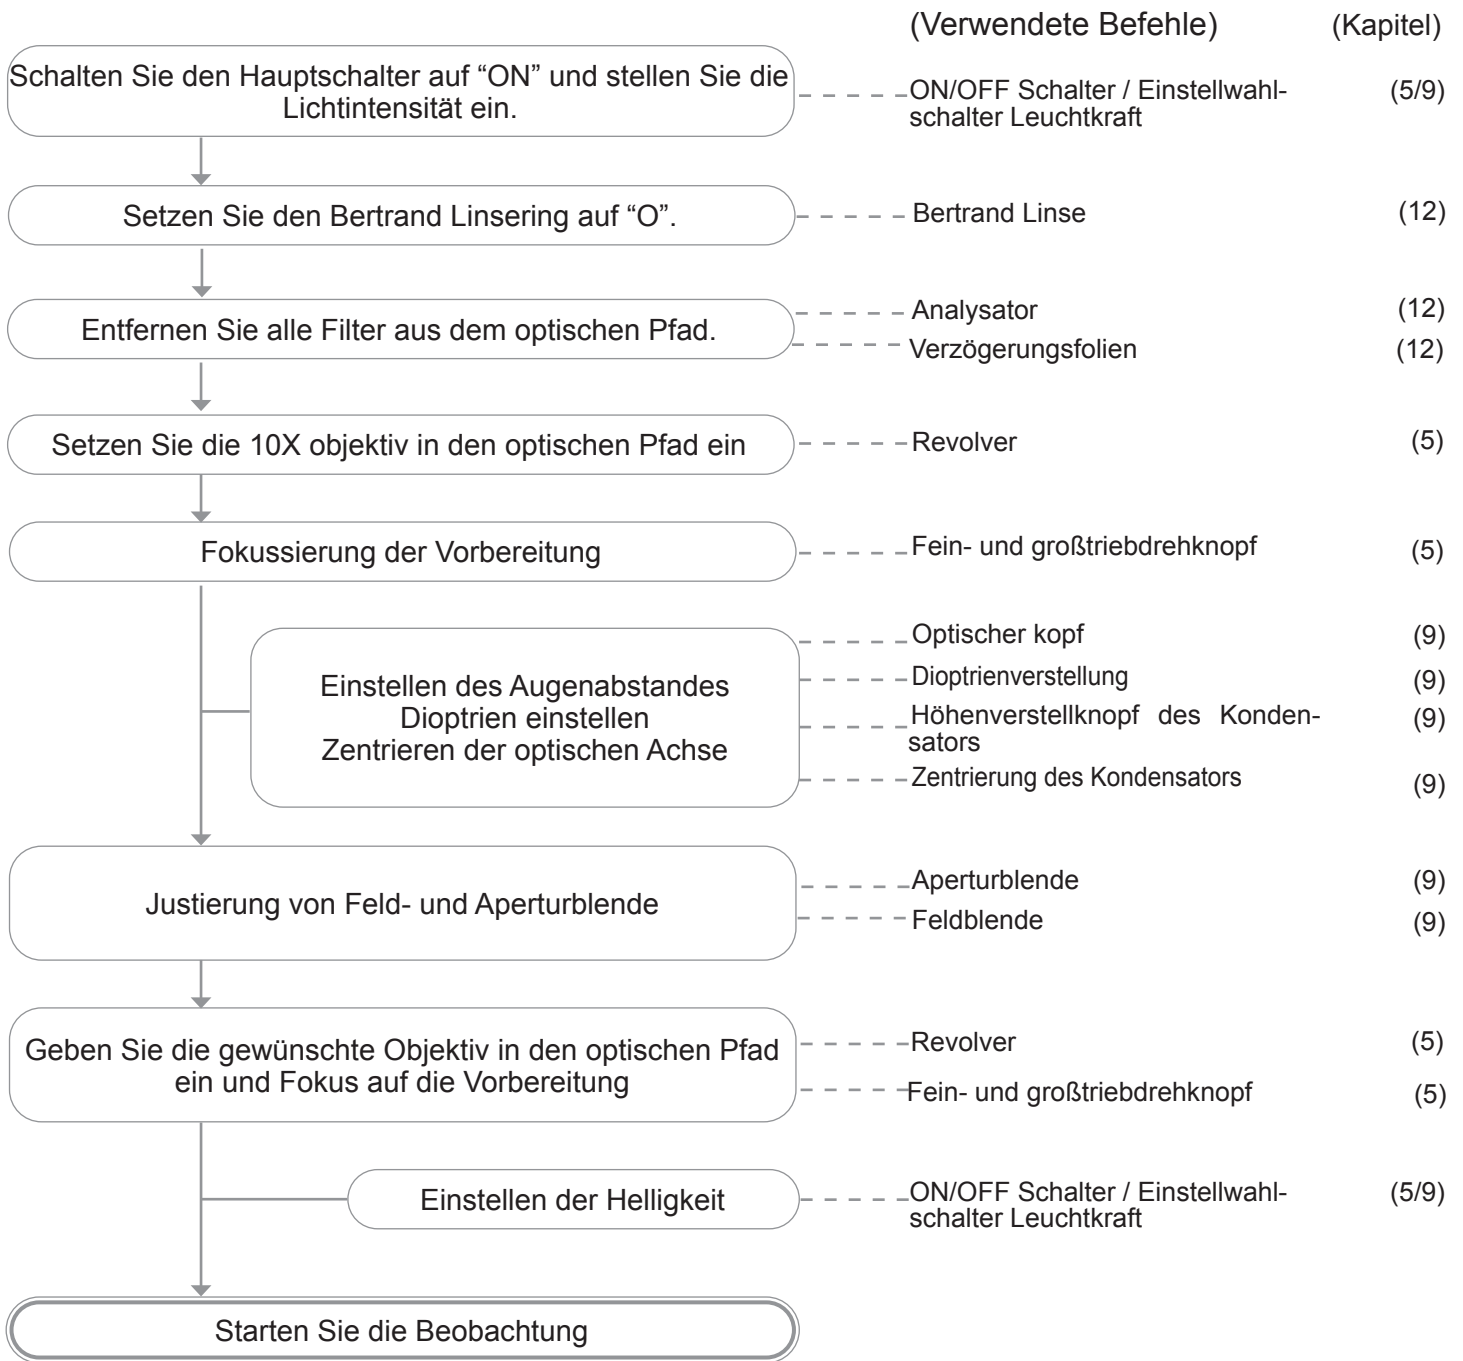 (Verwendete Befehle) (Kapitel)
Schalten Sie den Hauptschalter auf “ON” und stellen Sie die
Lichtintensität ein.
ON/OFF Schalter / Einstellwahl-
schalter Leuchtkraft
(5/9)
Setzen Sie den Bertrand Linsering auf “O”.
Bertrand Linse (12)
Entfernen Sie alle Filter aus dem optischen Pfad.
Analysator (12)
Verzögerungsfolien (12)
Setzen Sie die 10X objektiv in den optischen Pfad ein
Revolver (5)
Fokussierung der Vorbereitung
Fein- und großtriebdrehknopf (5)
Einstellen des Augenabstandes
Dioptrien einstellen
Zentrieren der optischen Achse
Optischer kopf (9)
Dioptrienverstellung (9)
Höhenverstellknopf des Konden-
sators
(9)
Zentrierung des Kondensators (9)
Justierung von Feld- und Aperturblende
Aperturblende (9)
Feldblende (9)
Geben Sie die gewünschte Objektiv in den optischen Pfad
ein und Fokus auf die Vorbereitung
Revolver (5)
Fein- und großtriebdrehknopf (5)
Einstellen der Helligkeit
ON/OFF Schalter / Einstellwahl-
schalter Leuchtkraft
(5/9)
Starten Sie die Beobachtung